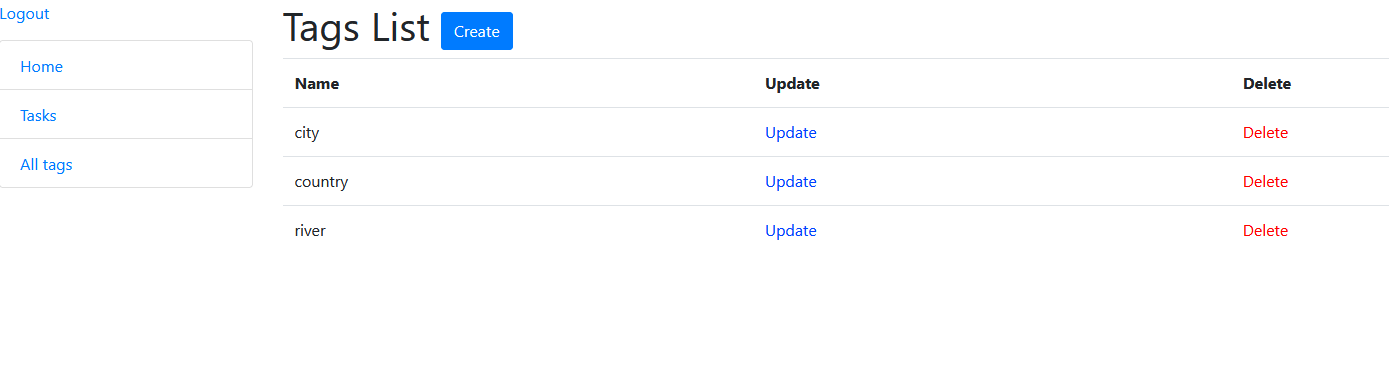 Logout
Home
Tasks
All tags
Tags List Create
Name Update Delete
city Update Delete
country Update Delete
river Update Delete